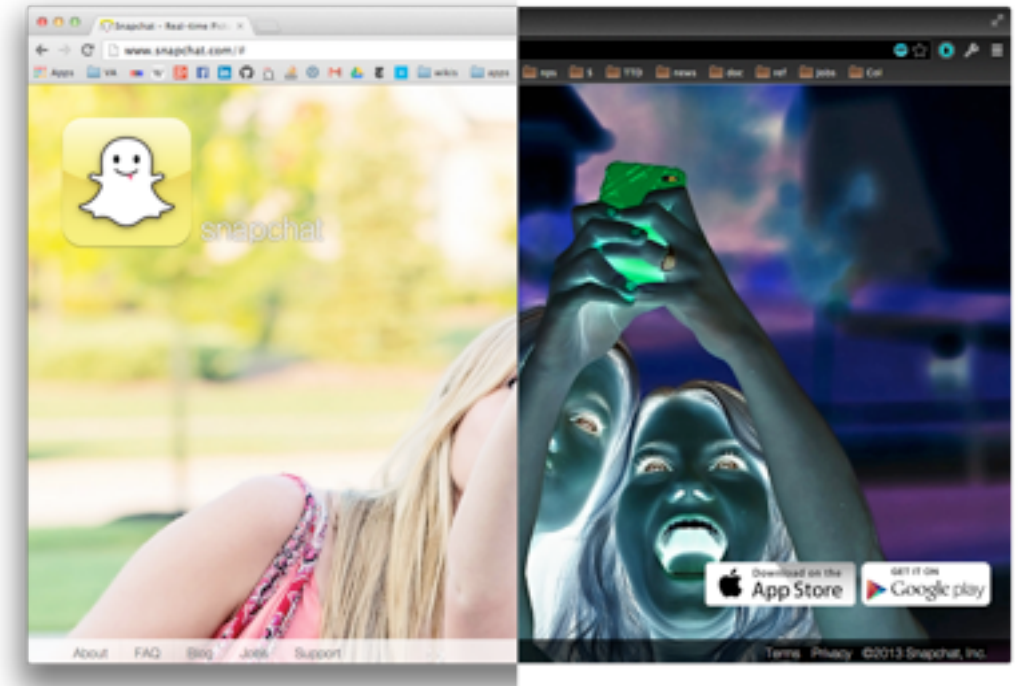 Snapchat - Real-time Pic
www.snapchat.com/#
Apps VA wikis apps nps S TTD news doc ref jobs Col
snapchat
Download on the
App Store
GET IT ON
Google play
About FAQ Blog Jobs Support
Terms Privacy ©2013 Snapchat, Inc.